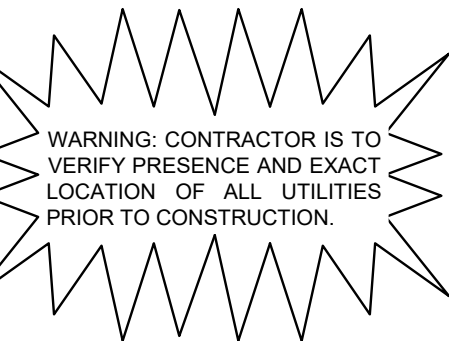 WARNING: CONTRACTOR IS TO
VERIFY PRESENCE AND EXACT
LOCATION OF ALL UTILITIES
PRIOR TO CONSTRUCTION.